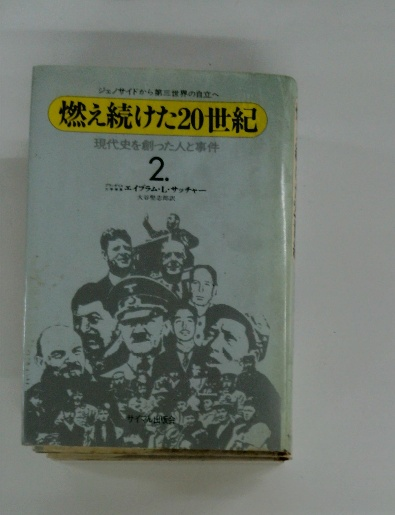 ジェノサイドから第三世界の自立へ
燃え続けた20世紀
現代史を創った人と事件
2.
エイブラム・L・サッチャー
大谷堅志郎訳
サイマル出版会